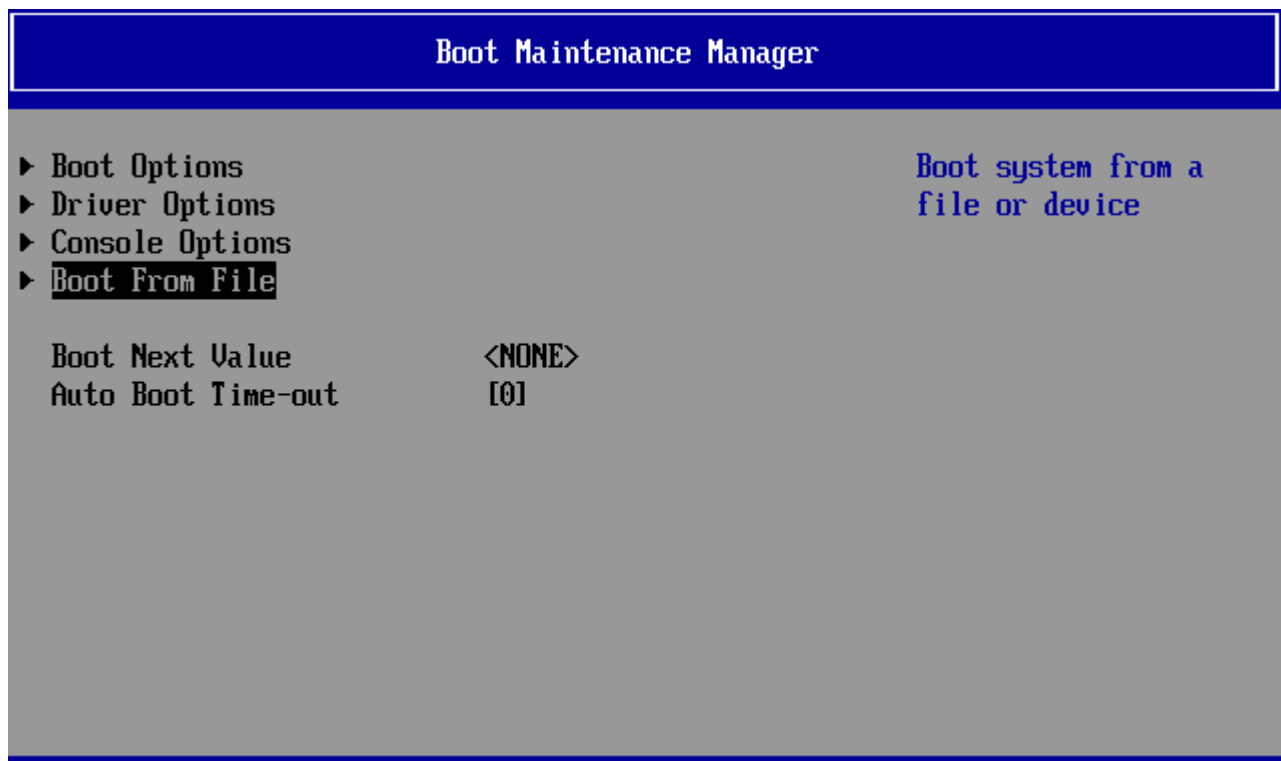 Boot Maintenance Manager
Boot Options
Driver Options
Console Options
Boot From File
Boot Next Value <NONE>
Auto Boot Time-out [0]
Boot system from a
file or device